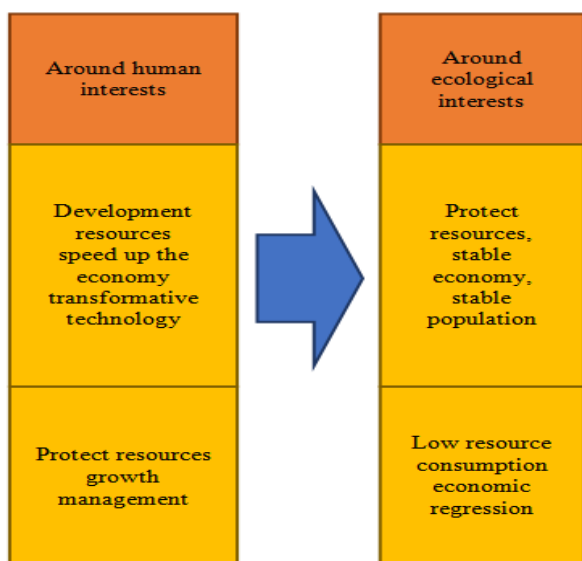 Around human
interests
Development
resources
speed up the
economy
transformative
technology
Protect resources
growth
management
Around
ecological
interests
Protect
resources,
stable
economy,
stable
population
Low resource
consumption
economic
regression